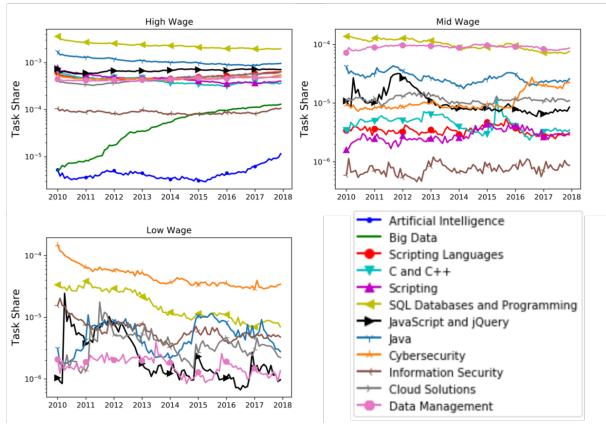 High Wage
Task Share
10⁻³
10⁻⁴
10⁻⁵
2010 2011 2012 2013 2014 2015 2016 2017 2018
Mid Wage
Task Share
10⁻⁴
10⁻⁵
10⁻⁶
2010 2011 2012 2013 2014 2015 2016 2017 2018
Low Wage
Task Share
10⁻⁴
10⁻⁵
10⁻⁶
2010 2011 2012 2013 2014 2015 2016 2017 2018
Artificial Intelligence
Big Data
Scripting Languages
C and C++
Scripting
SQL Databases and Programming
JavaScript and jQuery
Java
Cybersecurity
Information Security
Cloud Solutions
Data Management